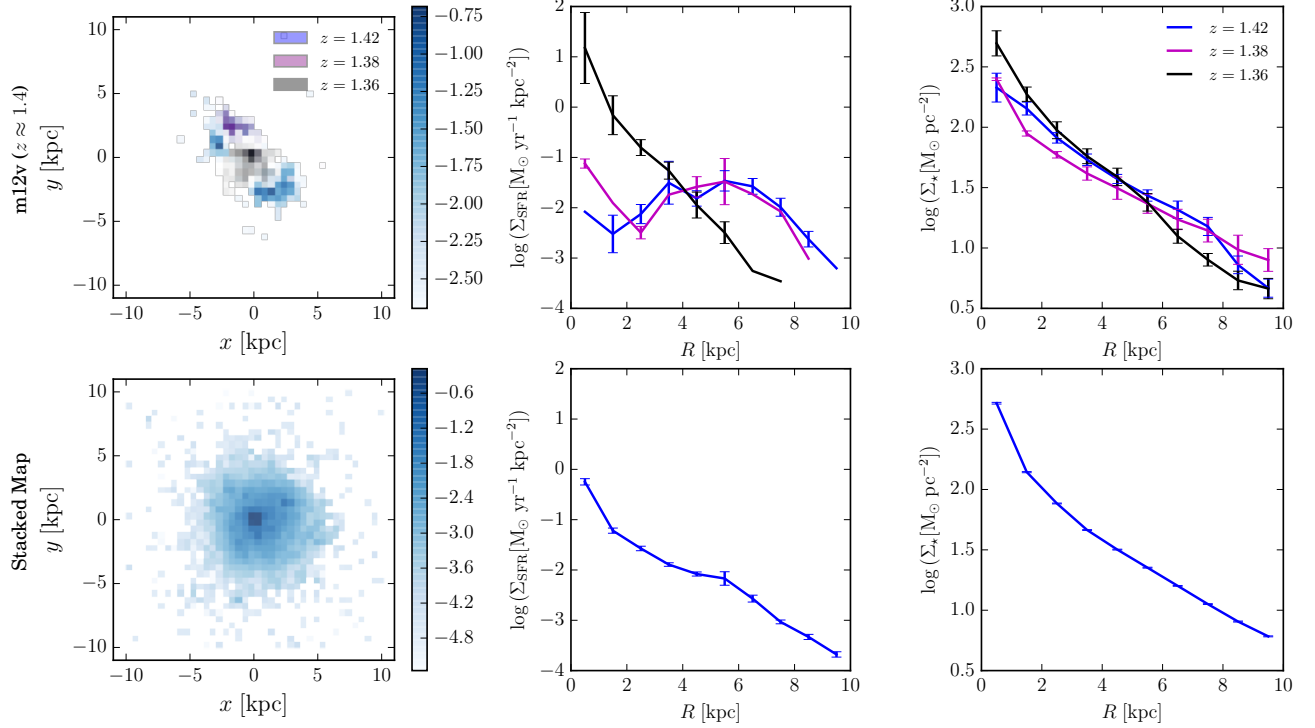 m12v (z ≈ 1.4)
y [kpc]
10
5
0
−5
−10
−10 −5 0 5 10
x [kpc]
z = 1.42
z = 1.38
z = 1.36
−0.75
−1.00
−1.25
−1.50
−1.75
−2.00
−2.25
−2.50
log (Σ_SFR[M_⊙ yr⁻¹ kpc⁻²])
2
1
0
−1
−2
−3
−4
0 2 4 6 8 10
R [kpc]
log (Σ_⋆[M_⊙ pc⁻²])
3.0
2.5
2.0
1.5
1.0
0.5
0 2 4 6 8 10
R [kpc]
z = 1.42
z = 1.38
z = 1.36
Stacked Map
y [kpc]
10
5
0
−5
−10
−10 −5 0 5 10
x [kpc]
−0.6
−1.2
−1.8
−2.4
−3.0
−3.6
−4.2
−4.8
log (Σ_SFR[M_⊙ yr⁻¹ kpc⁻²])
2
1
0
−1
−2
−3
−4
0 2 4 6 8 10
R [kpc]
log (Σ_⋆[M_⊙ pc⁻²])
3.0
2.5
2.0
1.5
1.0
0.5
0 2 4 6 8 10
R [kpc]